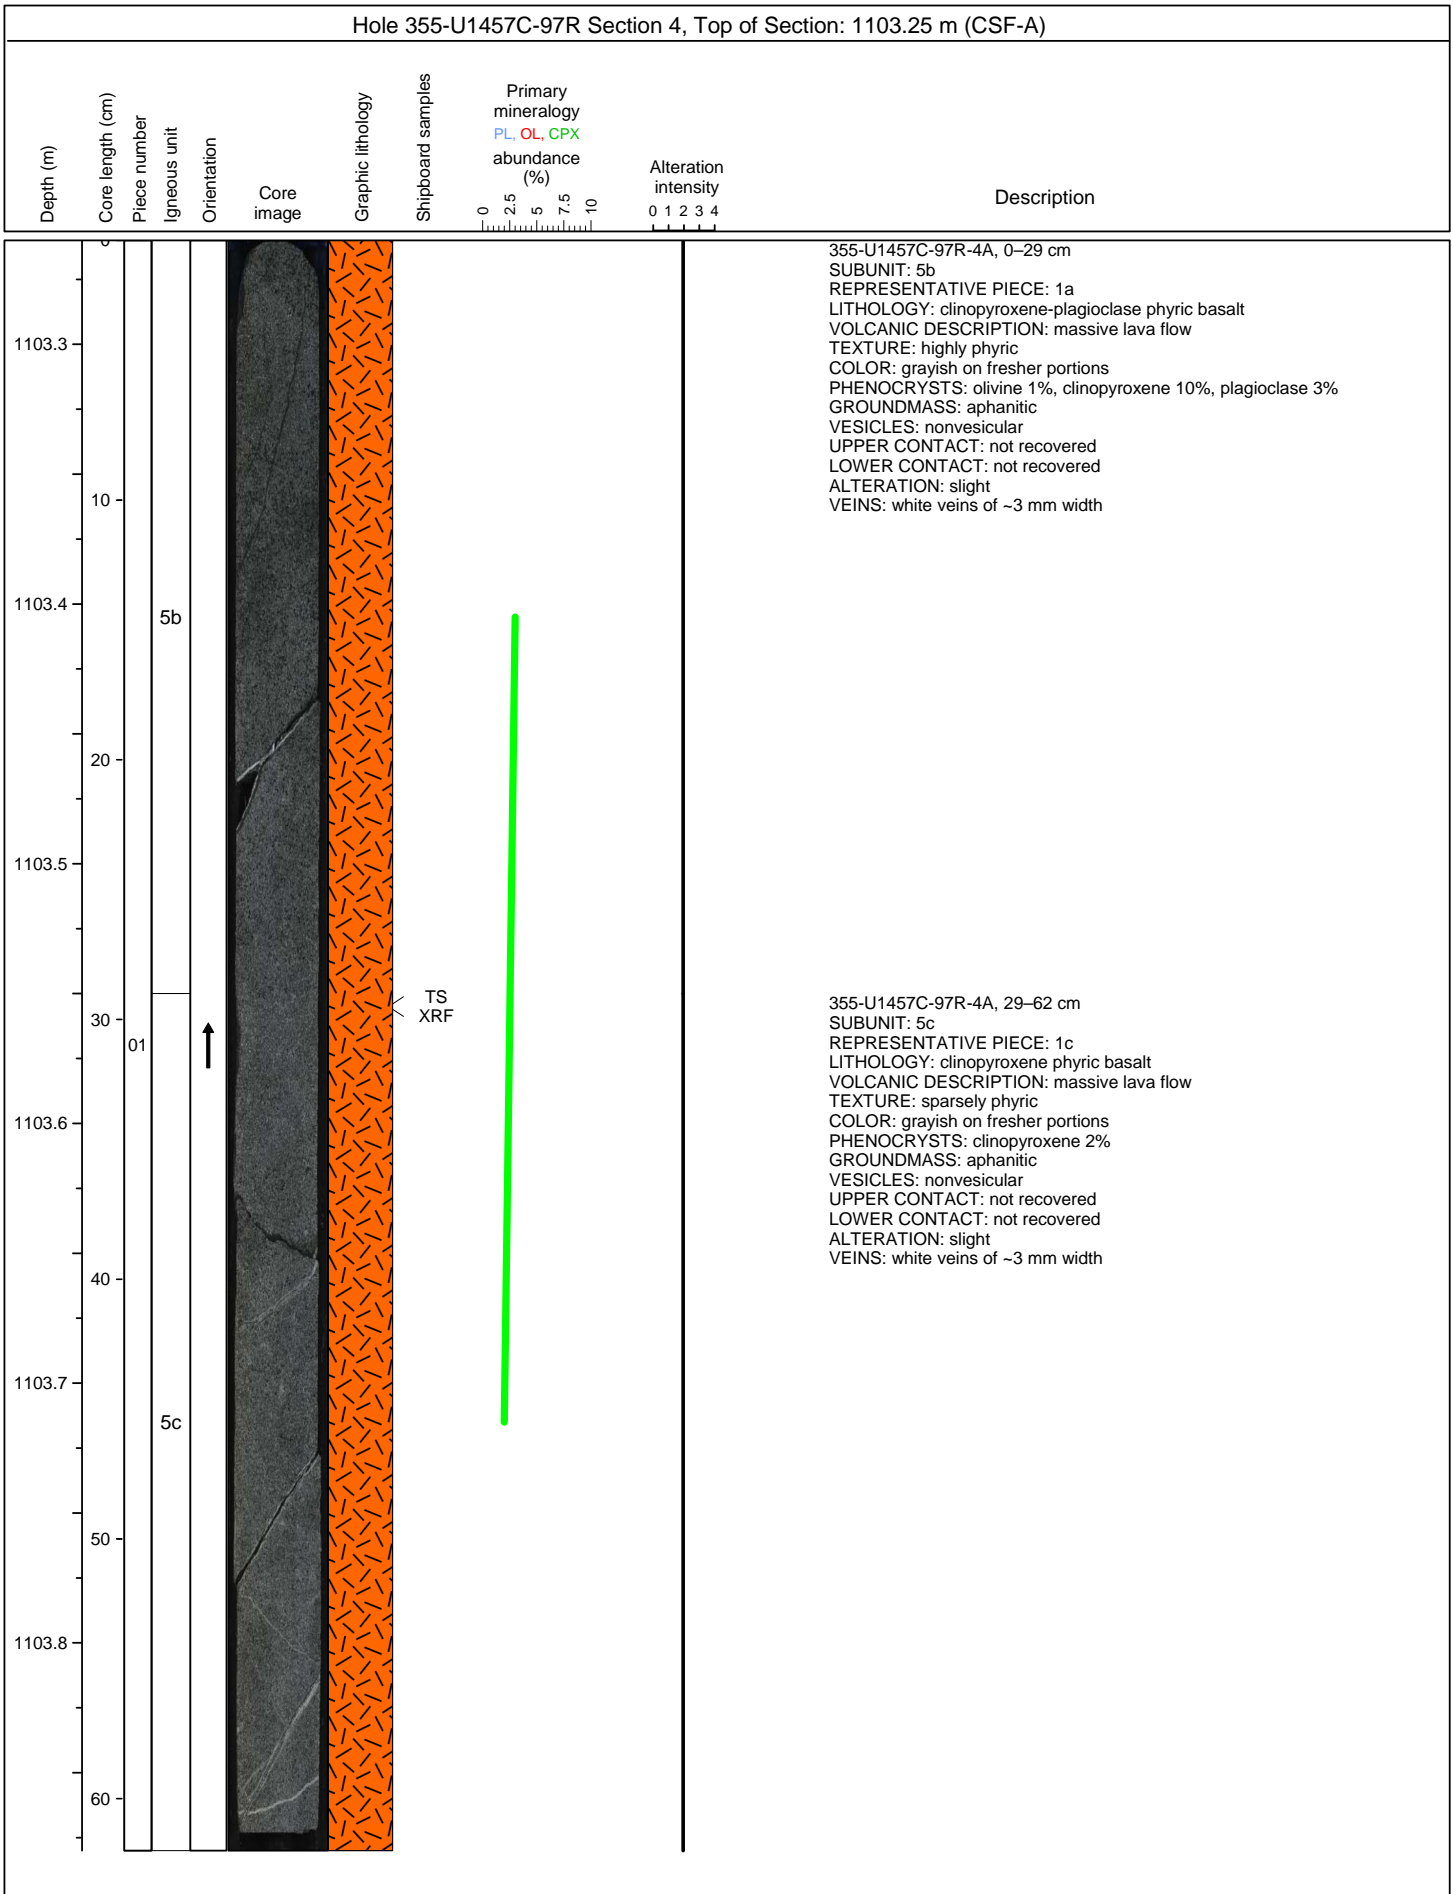 Hole 355-U1457C-97R Section 4, Top of Section: 1103.25 m (CSF-A)
Depth (m)
Core length (cm)
Piece number
Igneous unit
Orientation
Core
image
Graphic lithology
Shipboard samples
Primary
mineralogy
PL, OL, CPX
abundance
(%)
0 2.5 5 7.5 10
Alteration
intensity
0 1 2 3 4
Description
0
355-U1457C-97R-4A, 0–29 cm
SUBUNIT: 5b
REPRESENTATIVE PIECE: 1a
LITHOLOGY: clinopyroxene-plagioclase phyric basalt
VOLCANIC DESCRIPTION: massive lava flow
TEXTURE: highly phyric
COLOR: grayish on fresher portions
PHENOCRYSTS: olivine 1%, clinopyroxene 10%, plagioclase 3%
GROUNDMASS: aphanitic
VESICLES: nonvesicular
UPPER CONTACT: not recovered
LOWER CONTACT: not recovered
ALTERATION: slight
VEINS: white veins of ~3 mm width
1103.3
10
1103.4
5b
20
1103.5
TS
XRF
30
01
355-U1457C-97R-4A, 29–62 cm
SUBUNIT: 5c
REPRESENTATIVE PIECE: 1c
LITHOLOGY: clinopyroxene phyric basalt
VOLCANIC DESCRIPTION: massive lava flow
TEXTURE: sparsely phyric
COLOR: grayish on fresher portions
PHENOCRYSTS: clinopyroxene 2%
GROUNDMASS: aphanitic
VESICLES: nonvesicular
UPPER CONTACT: not recovered
LOWER CONTACT: not recovered
ALTERATION: slight
VEINS: white veins of ~3 mm width
1103.6
40
1103.7
5c
50
1103.8
60